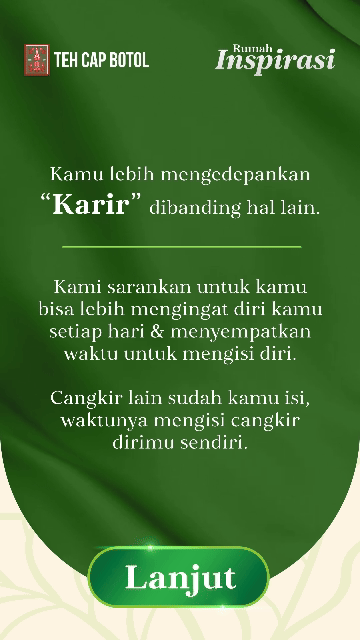 TEH CAP BOTOL
Rumah
Inspirasi
Kamu lebih mengedepankan
“Karir” dibanding hal lain.
Kami sarankan untuk kamu
bisa lebih mengingat diri kamu
setiap hari & menyempatkan
waktu untuk mengisi diri.
Cangkir lain sudah kamu isi,
waktunya mengisi cangkir
dirimu sendiri.
Lanjut